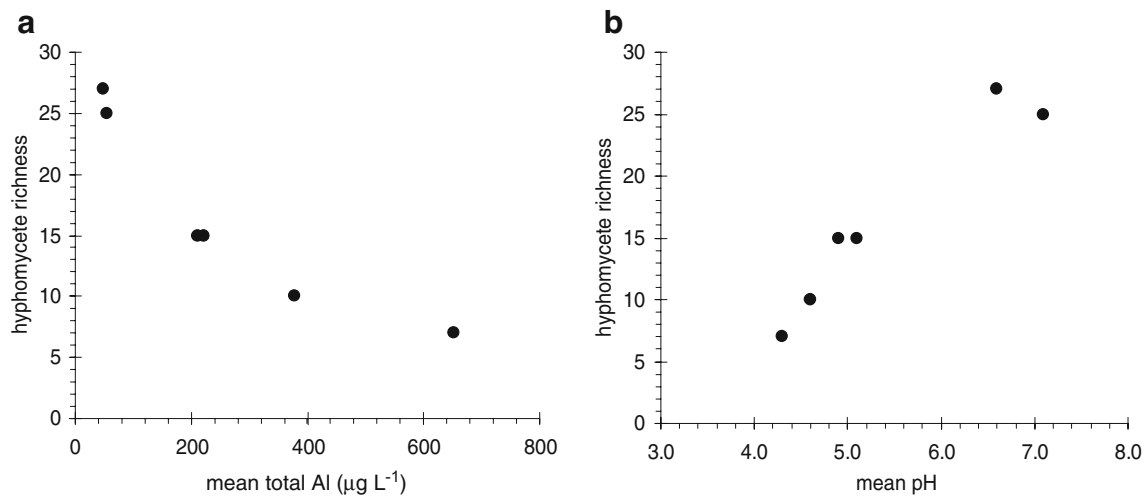 a
30
25
20
15
10
5
0
hyphomycete richness
0 200 400 600 800
mean total Al (µg L⁻¹)
b
30
25
20
15
10
5
0
hyphomycete richness
3.0 4.0 5.0 6.0 7.0 8.0
mean pH